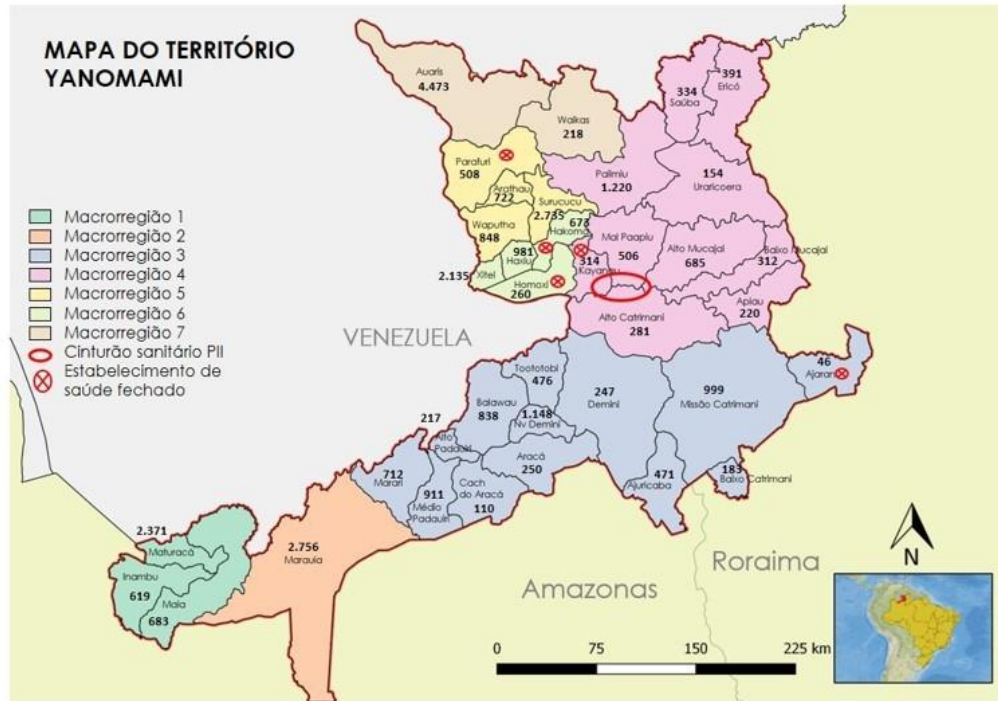 MAPA DO TERRITÓRIO
YANOMAMI
Auaris
4.473
Waikas
218
334
Saúba
391
Ericó
Parafuri
508
Arathau
722
Surucucu
2.735
Palimiu
1.220
154
Uraricoera
Waputha
848
673
Hakoma
981
Haxiu
2.135
Xitei
Homoxi
260
314
Kayanau
Mal Paapiu
506
Alto Mucajai
685
Baixo Mucajai
312
Apiau
220
Alto Catrimani
281
Macrorregião 1
Macrorregião 2
Macrorregião 3
Macrorregião 4
Macrorregião 5
Macrorregião 6
Macrorregião 7
Cinturão sanitário PII
Estabelecimento de
saúde fechado
VENEZUELA
Toototobi
476
247
Demini
999
Missão Catrimani
46
Ajarani
217
Alto
Padauiri
Balawau
838
1.148
Nv Demini
712
Marari
911
Médio
Padauiri
Cach
do Aracá
110
Aracá
250
471
Ajuricaba
183
Baixo Catrimani
2.371
Maturacá
Inambu
619
Maia
683
2.756
Marauia
Amazonas
Roraima
N
0 75 150 225 km